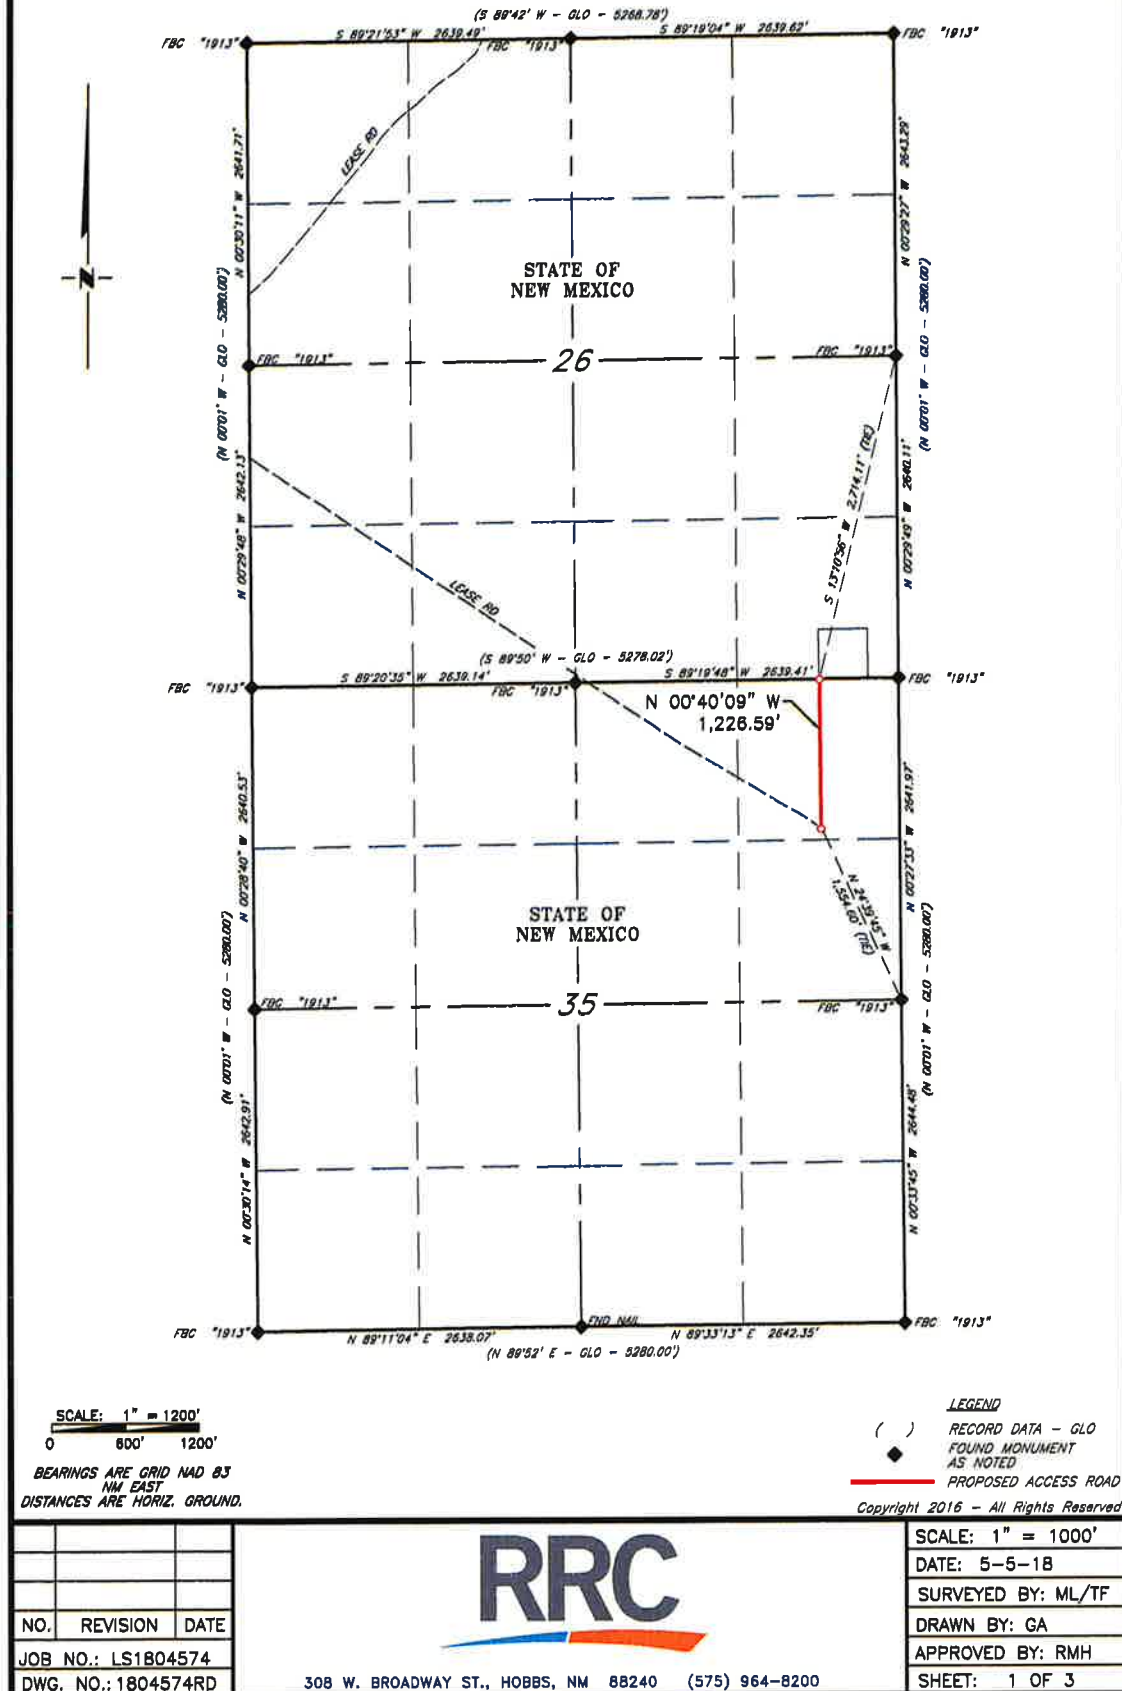 (S 89°42' W - GLO - 5268.78')
FBC "1913"
S 89°21'53" W 2639.49'
FBC "1913"
S 89°19'04" W 2639.62'
FBC "1913"
LEASE RD
N 00°30'11" W 2641.71'
N 00°29'27" W 2643.29'
(N 00°01' W - GLO - 5280.00')
(N 00°01' W - GLO - 5280.00')
N
STATE OF
NEW MEXICO
FBC "1913"
26
FBC "1913"
N 00°29'48" W 2642.13'
S 13°10'56" W 2,714.11' (TIE)
N 00°29'49" W 2640.11'
LEASE RD
(S 89°50' W - GLO - 5278.02')
FBC "1913"
S 89°20'35" W 2639.14'
FBC "1913"
S 89°19'48" W 2639.41'
FBC "1913"
N 00°40'09" W
1,226.59'
N 00°28'40" W 2640.53'
N 00°27'33" W 2641.97'
N 24°39'45" W
1,554.60' (TIE)
STATE OF
NEW MEXICO
(N 00°01' W - GLO - 5280.00')
(N 00°01' W - GLO - 5280.00')
FBC "1913"
35
FBC "1913"
N 00°30'14" W 2642.91'
N 00°33'45" W 2644.48'
FBC "1913"
N 89°11'04" E 2638.07'
FND NAIL
N 89°33'13" E 2642.35'
FBC "1913"
(N 89°52' E - GLO - 5280.00')
SCALE: 1" = 1200'
0 600' 1200'
BEARINGS ARE GRID NAD 83
NM EAST
DISTANCES ARE HORIZ. GROUND.
LEGEND
( ) RECORD DATA - GLO
FOUND MONUMENT
AS NOTED
PROPOSED ACCESS ROAD
Copyright 2016 - All Rights Reserved
NO. REVISION DATE
JOB NO.: LS1804574
DWG. NO.: 1804574RD
RRC
308 W. BROADWAY ST., HOBBS, NM 88240 (575) 964-8200
SCALE: 1" = 1000'
DATE: 5-5-18
SURVEYED BY: ML/TF
DRAWN BY: GA
APPROVED BY: RMH
SHEET: 1 OF 3